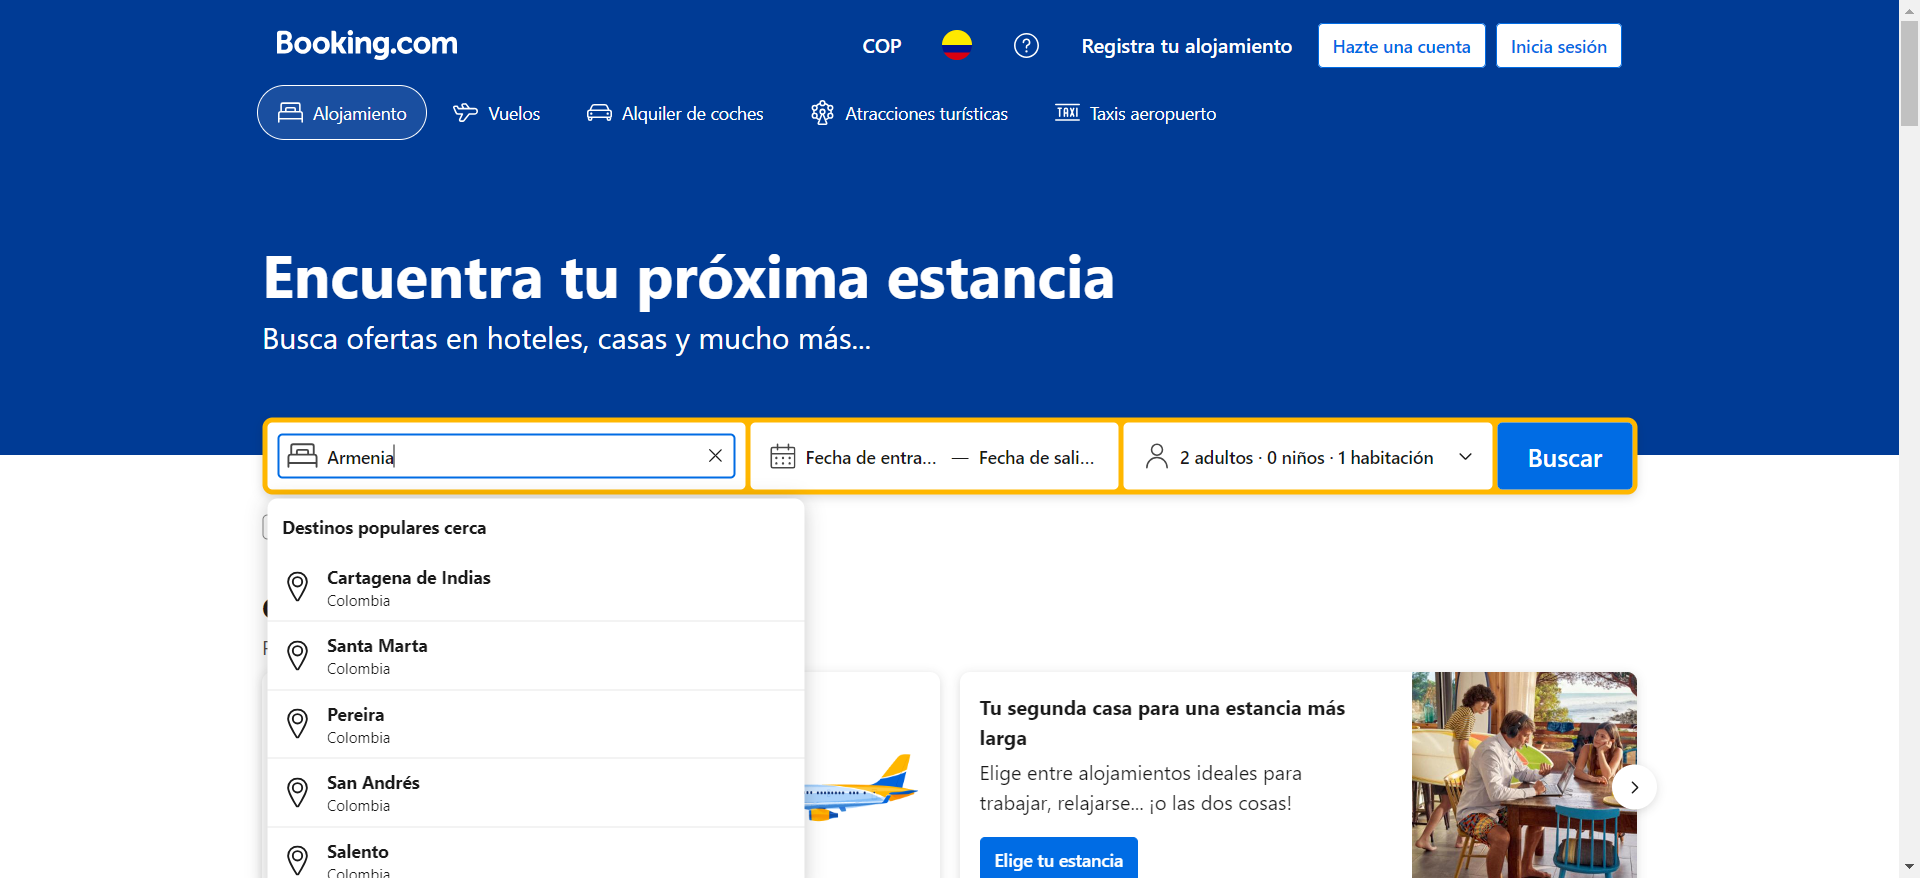 Booking.com
COP
Registra tu alojamiento
Hazte una cuenta
Inicia sesión
Alojamiento
Vuelos
Alquiler de coches
Atracciones turísticas
TAXI
Taxis aeropuerto
Encuentra tu próxima estancia
Busca ofertas en hoteles, casas y mucho más...
Armenia
Fecha de entra... — Fecha de sali...
2 adultos · 0 niños · 1 habitación
Buscar
Destinos populares cerca
Cartagena de Indias
Colombia
Santa Marta
Colombia
Pereira
Colombia
San Andrés
Colombia
Salento
Colombia
Tu segunda casa para una estancia más
larga
Elige entre alojamientos ideales para
trabajar, relajarse... ¡o las dos cosas!
Elige tu estancia